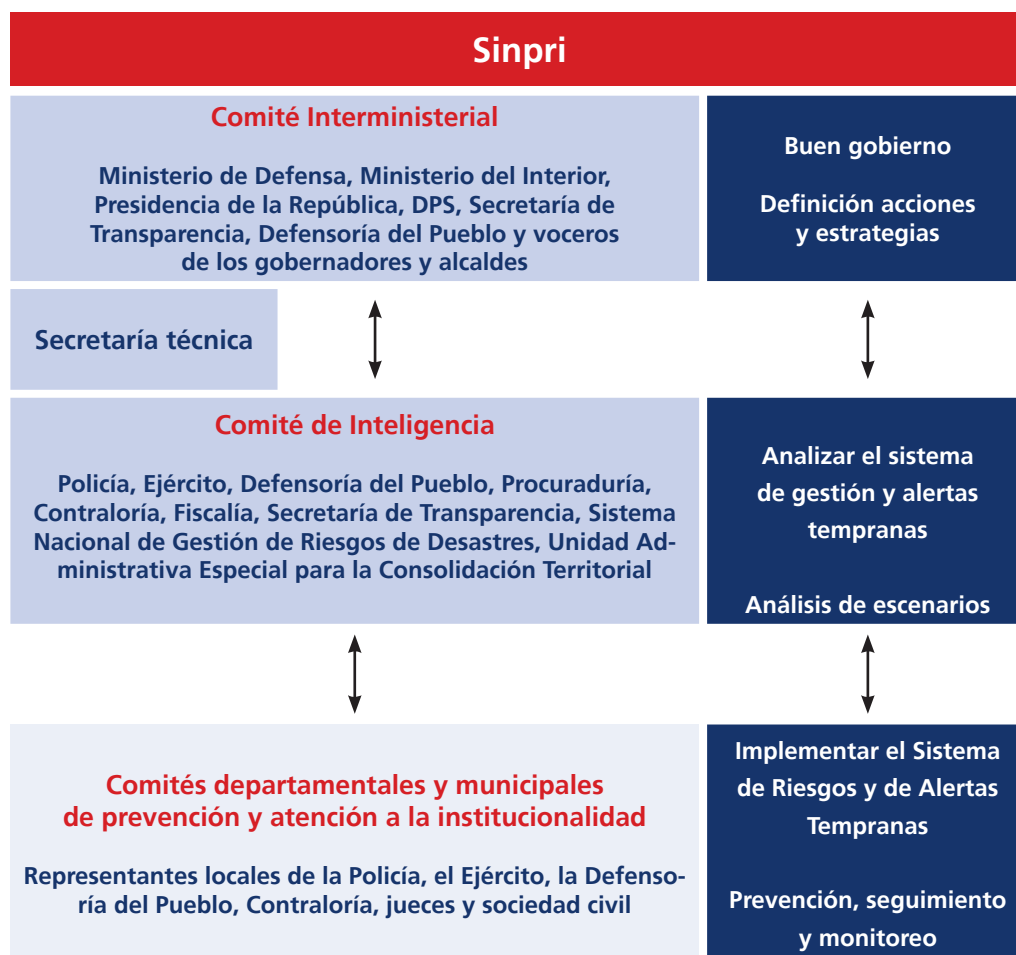 Sinpri
Comité Interministerial
Ministerio de Defensa, Ministerio del Interior,
Presidencia de la República, DPS, Secretaría de
Transparencia, Defensoría del Pueblo y voceros
de los gobernadores y alcaldes
Buen gobierno
Definición acciones
y estrategias
Secretaría técnica
Comité de Inteligencia
Policía, Ejército, Defensoría del Pueblo, Procuraduría,
Contraloría, Fiscalía, Secretaría de Transparencia, Sistema
Nacional de Gestión de Riesgos de Desastres, Unidad Ad-
ministrativa Especial para la Consolidación Territorial
Analizar el sistema
de gestión y alertas
tempranas
Análisis de escenarios
Comités departamentales y municipales
de prevención y atención a la institucionalidad
Representantes locales de la Policía, el Ejército, la Defenso-
ría del Pueblo, Contraloría, jueces y sociedad civil
Implementar el Sistema
de Riesgos y de Alertas
Tempranas
Prevención, seguimiento
y monitoreo